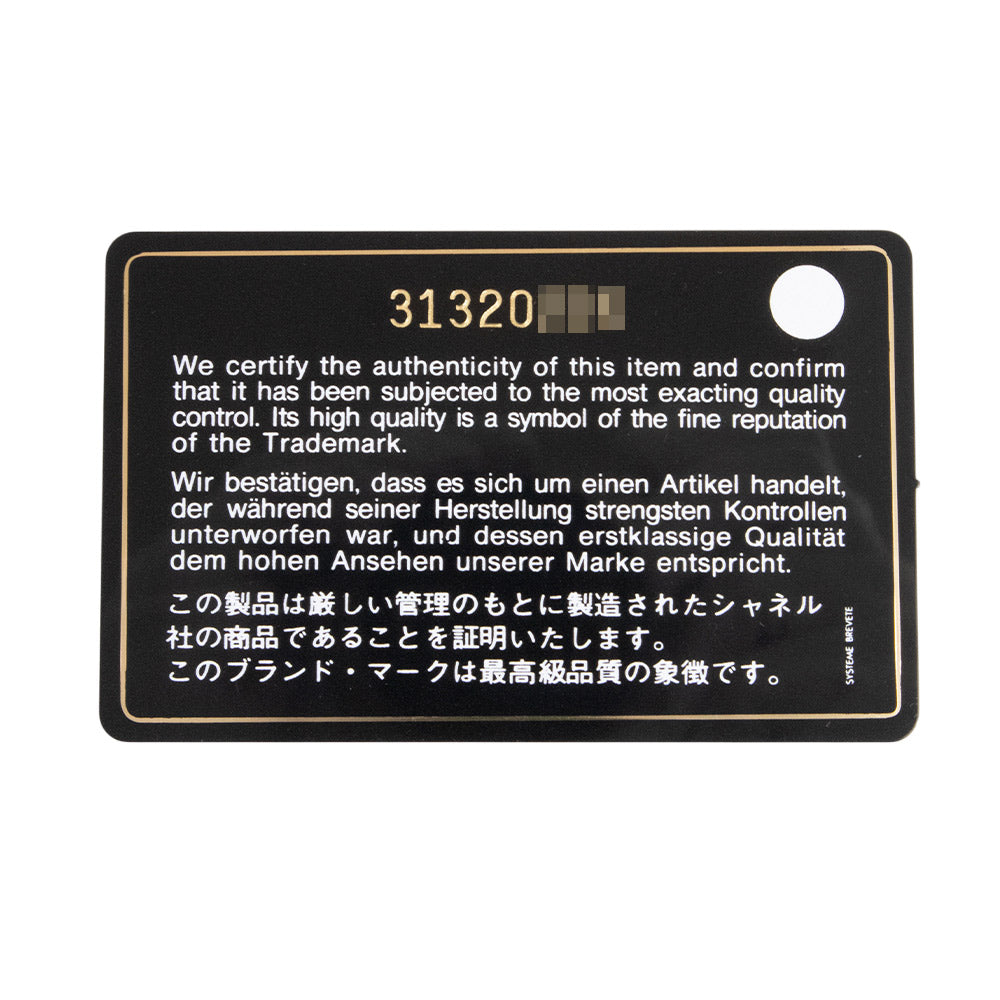 31320
We certify the authenticity of this item and confirm
that it has been subjected to the most exacting quality
control. Its high quality is a symbol of the fine reputation
of the Trademark.
Wir bestätigen, dass es sich um einen Artikel handelt,
der während seiner Herstellung strengsten Kontrollen
unterworfen war, und dessen erstklassige Qualität
dem hohen Ansehen unserer Marke entspricht.
この製品は厳しい管理のもとに製造されたシャネル
社の商品であることを証明いたします。
このブランド・マークは最高級品質の象徴です。
SYSTEME BREVETE